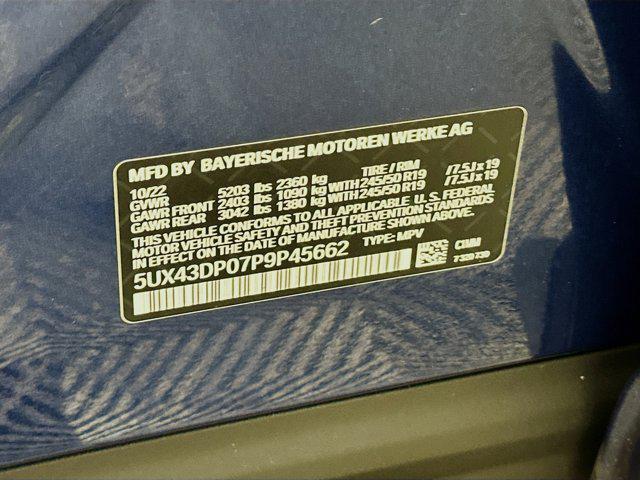 MFD BY BAYERISCHE MOTOREN WERKE AG
10/22 TIRE / RIM
GVWR 5203 lbs 2360 kg
GAWR FRONT 2403 lbs 1090 kg WITH 245/50 R19 /7.5J x 19
GAWR REAR 3042 lbs 1380 kg WITH 245/50 R19 /7.5J x 19
THIS VEHICLE CONFORMS TO ALL APPLICABLE U.S. FEDERAL
MOTOR VEHICLE SAFETY AND THEFT PREVENTION STANDARDS
IN EFFECT ON THE DATE OF MANUFACTURE SHOWN ABOVE.
5UX43DP07P9P45662 TYPE: MPV
7320730